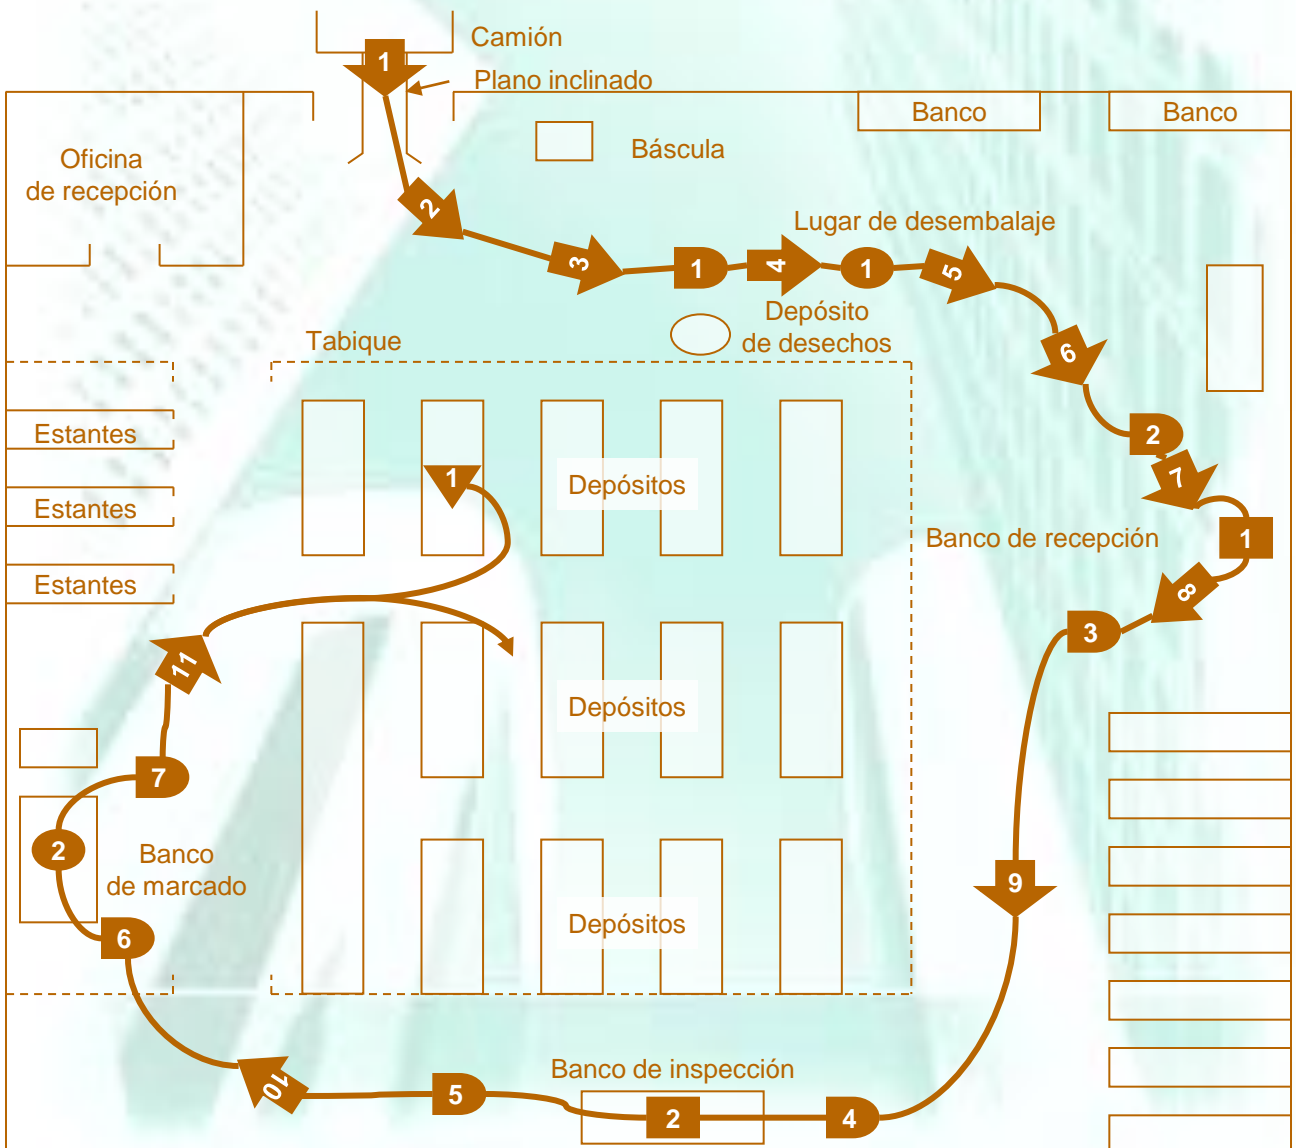 Camión
1
Plano inclinado
Banco
Banco
Báscula
Oficina
de recepción
2
Lugar de desembalaje
3
1
4
1
5
Depósito
de desechos
Tabique
6
Estantes
2
1
7
Depósitos
Estantes
Banco de recepción
1
Estantes
8
3
11
Depósitos
7
2
Banco
de marcado
9
6
Depósitos
Banco de inspección
10
5
2
4